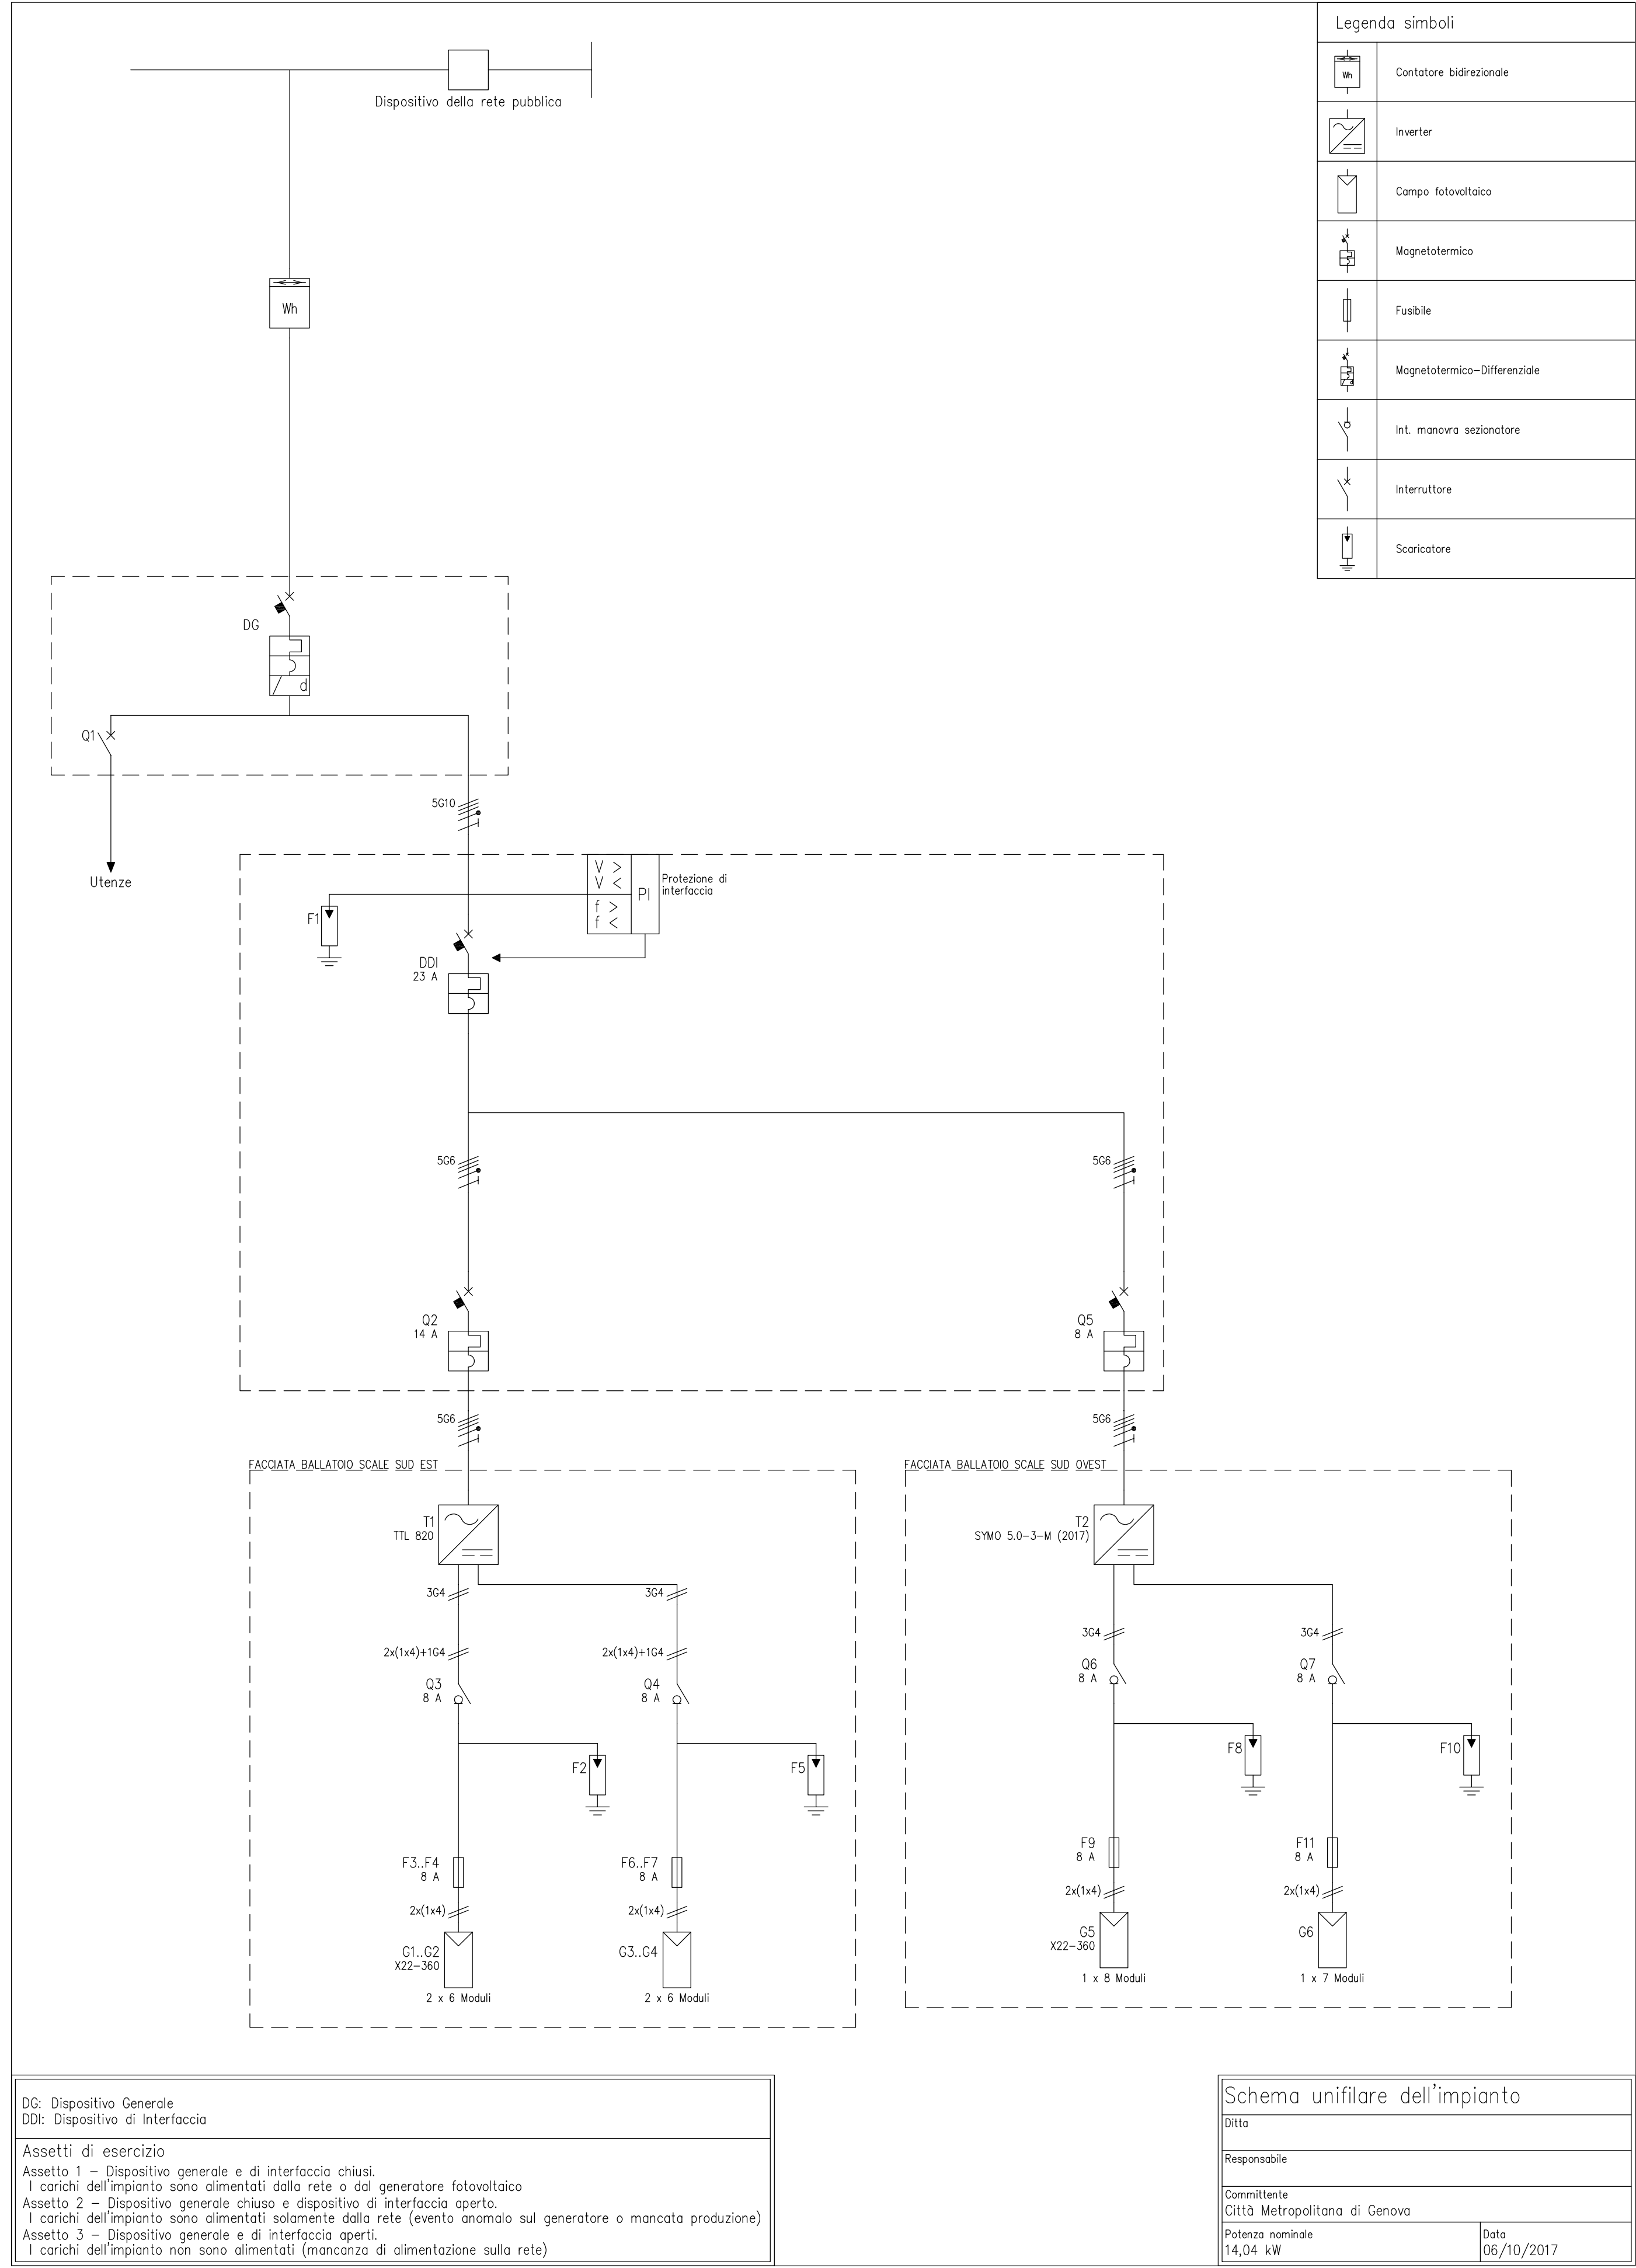 Legenda simboli
Wh
Contatore bidirezionale
Inverter
Campo fotovoltaico
Magnetotermico
Fusibile
d
Magnetotermico-Differenziale
Int. manovra sezionatore
Interruttore
Scaricatore
Dispositivo della rete pubblica
Wh
DG
d
Q1
Utenze
5G10
V >
V <
f >
f <
PI
Protezione di
interfaccia
F1
DDI
23 A
5G6
5G6
Q2
14 A
Q5
8 A
5G6
5G6
FACCIATA BALLATOIO SCALE SUD EST
T1
TTL 820
3G4
3G4
2x(1x4)+1G4
2x(1x4)+1G4
Q3
8 A
Q4
8 A
F2
F5
F3..F4
8 A
F6..F7
8 A
2x(1x4)
2x(1x4)
G1..G2
X22-360
G3..G4
2 x 6 Moduli
2 x 6 Moduli
FACCIATA BALLATOIO SCALE SUD OVEST
T2
SYMO 5.0-3-M (2017)
3G4
3G4
Q6
8 A
Q7
8 A
F8
F10
F9
8 A
F11
8 A
2x(1x4)
2x(1x4)
G5
X22-360
G6
1 x 8 Moduli
1 x 7 Moduli
DG: Dispositivo Generale
DDI: Dispositivo di Interfaccia
Assetti di esercizio
Assetto 1 - Dispositivo generale e di interfaccia chiusi.
I carichi dell'impianto sono alimentati dalla rete o dal generatore fotovoltaico
Assetto 2 - Dispositivo generale chiuso e dispositivo di interfaccia aperto.
I carichi dell'impianto sono alimentati solamente dalla rete (evento anomalo sul generatore o mancata produzione)
Assetto 3 - Dispositivo generale e di interfaccia aperti.
I carichi dell'impianto non sono alimentati (mancanza di alimentazione sulla rete)
Schema unifilare dell'impianto
Ditta
Responsabile
Committente
Città Metropolitana di Genova
Potenza nominale
14,04 kW
Data
06/10/2017